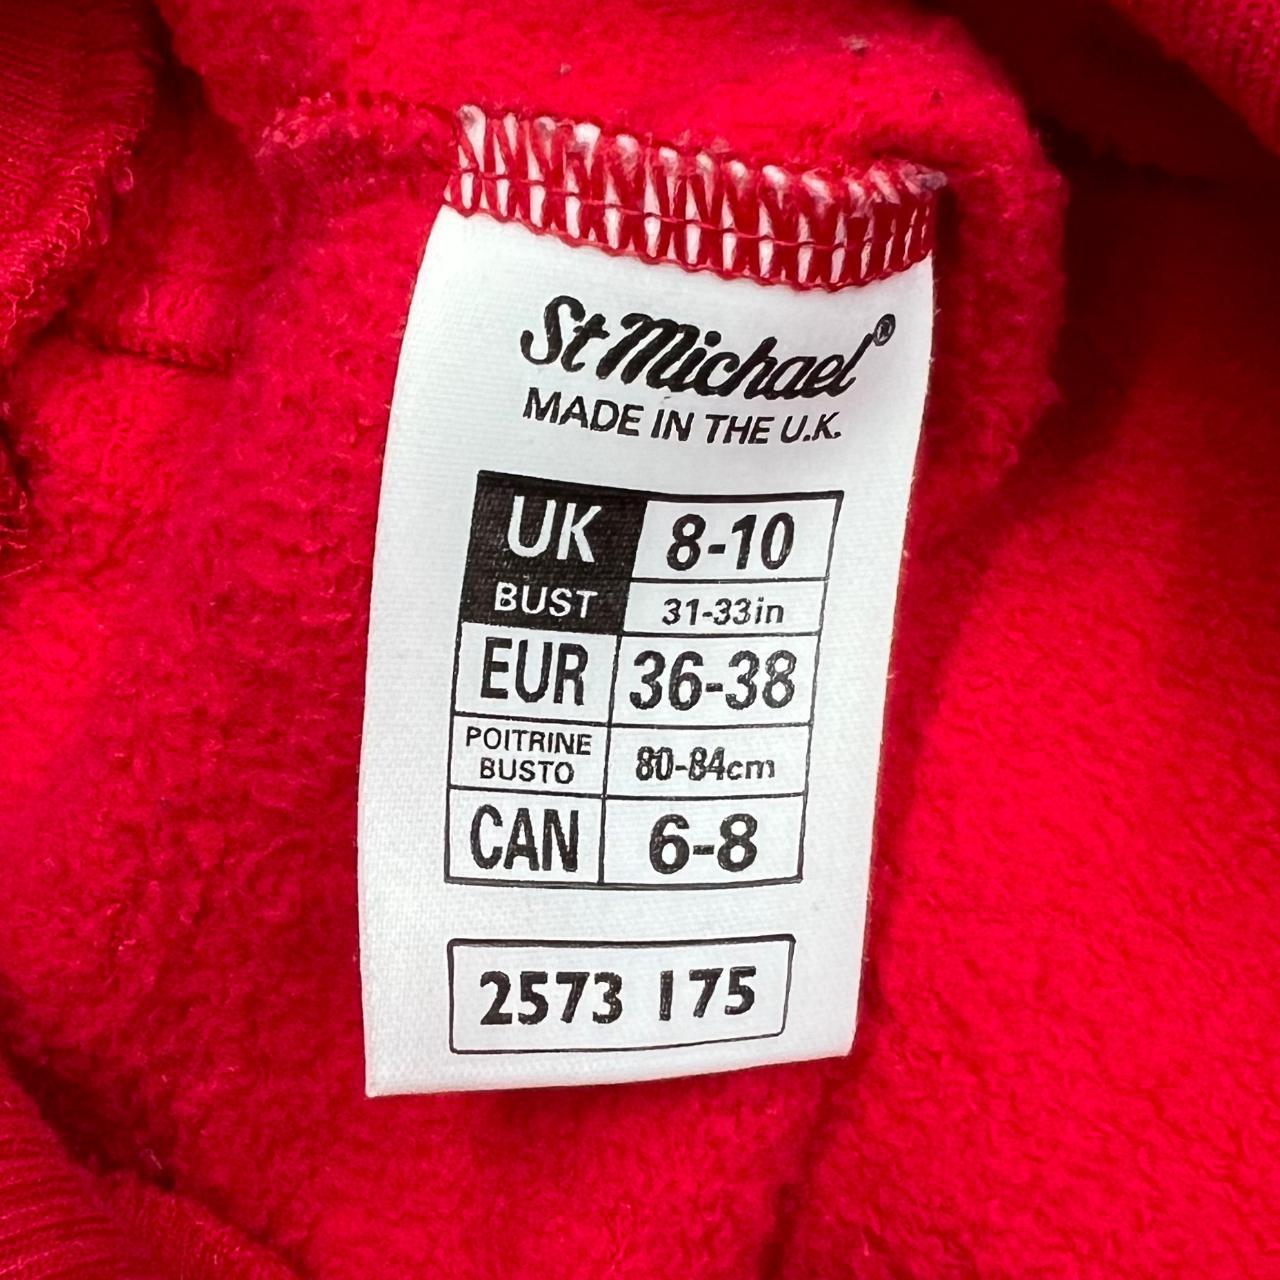 St Michael®
MADE IN THE U.K.
UK 8-10
BUST 31-33in
EUR 36-38
POITRINE
BUSTO 80-84cm
CAN 6-8
2573 175